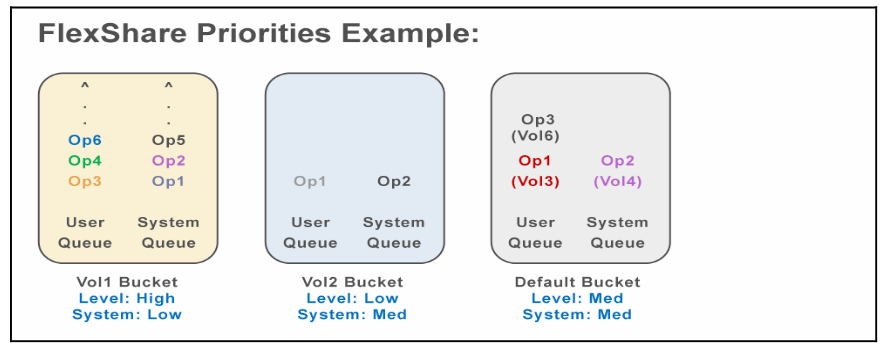 FlexShare Priorities Example:
^ ^
. .
. .
Op6 Op5
Op4 Op2
Op3 Op1
User System
Queue Queue
Vol1 Bucket
Level: High
System: Low
Op1 Op2
User System
Queue Queue
Vol2 Bucket
Level: Low
System: Med
Op3
(Vol6)
Op1 Op2
(Vol3) (Vol4)
User System
Queue Queue
Default Bucket
Level: Med
System: Med